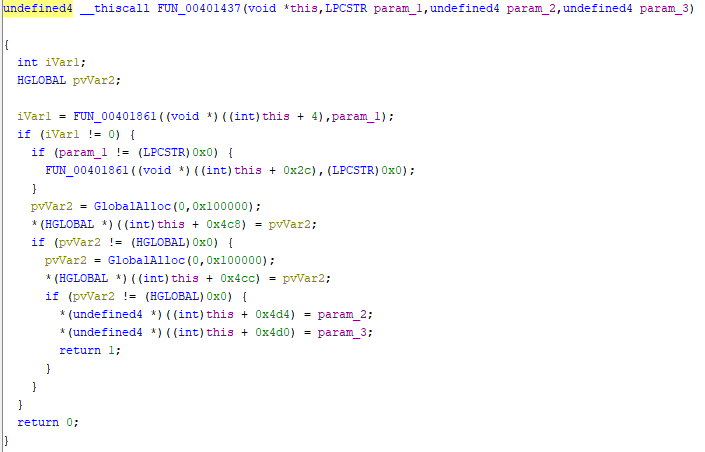 undefined4 __thiscall FUN_00401437(void *this,LPCSTR param_1,undefined4 param_2,undefined4 param_3)
{
int iVar1;
HGLOBAL pvVar2;
iVar1 = FUN_00401861((void *)((int)this + 4),param_1);
if (iVar1 != 0) {
if (param_1 != (LPCSTR)0x0) {
FUN_00401861((void *)((int)this + 0x2c),(LPCSTR)0x0);
}
pvVar2 = GlobalAlloc(0,0x100000);
*(HGLOBAL *)((int)this + 0x4c8) = pvVar2;
if (pvVar2 != (HGLOBAL)0x0) {
pvVar2 = GlobalAlloc(0,0x100000);
*(HGLOBAL *)((int)this + 0x4cc) = pvVar2;
if (pvVar2 != (HGLOBAL)0x0) {
*(undefined4 *)((int)this + 0x4d4) = param_2;
*(undefined4 *)((int)this + 0x4d0) = param_3;
return 1;
}
}
}
return 0;
}